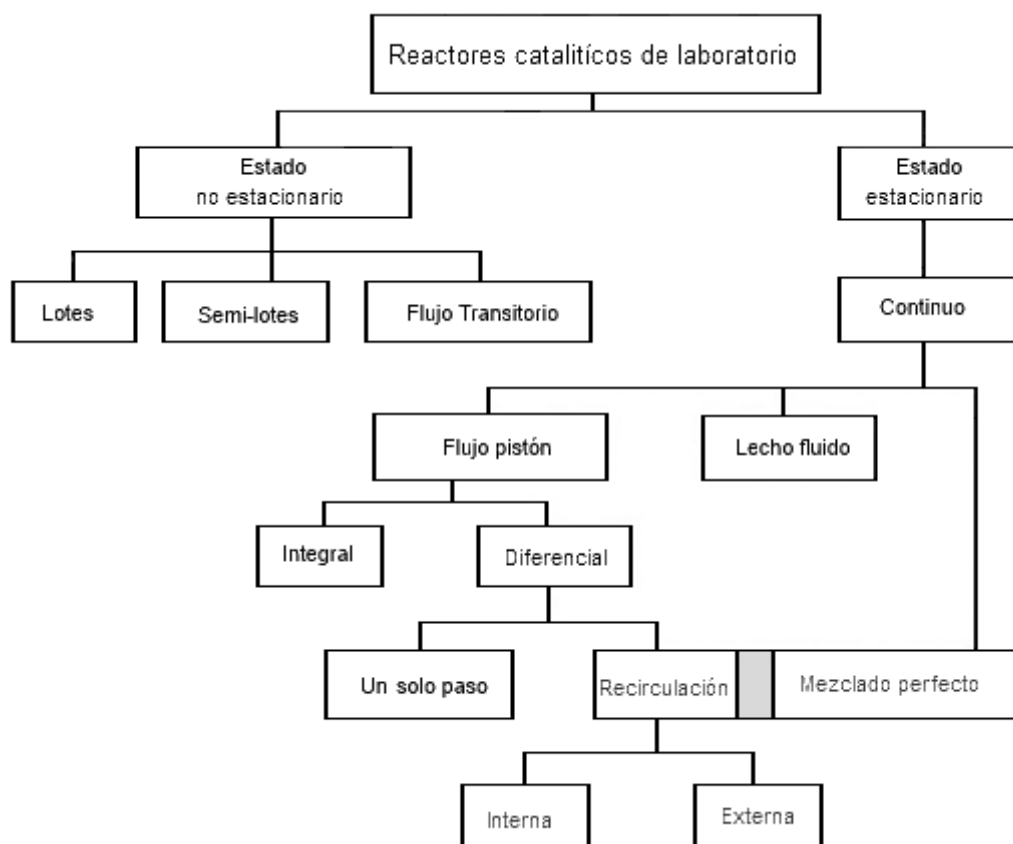 Reactores catalitícos de laboratorio
Estado
no estacionario
Estado
estacionario
Lotes
Semi-lotes
Flujo Transitorio
Continuo
Flujo pistón
Lecho fluido
Integral
Diferencial
Un solo paso
Recirculación
Mezclado perfecto
Interna
Externa